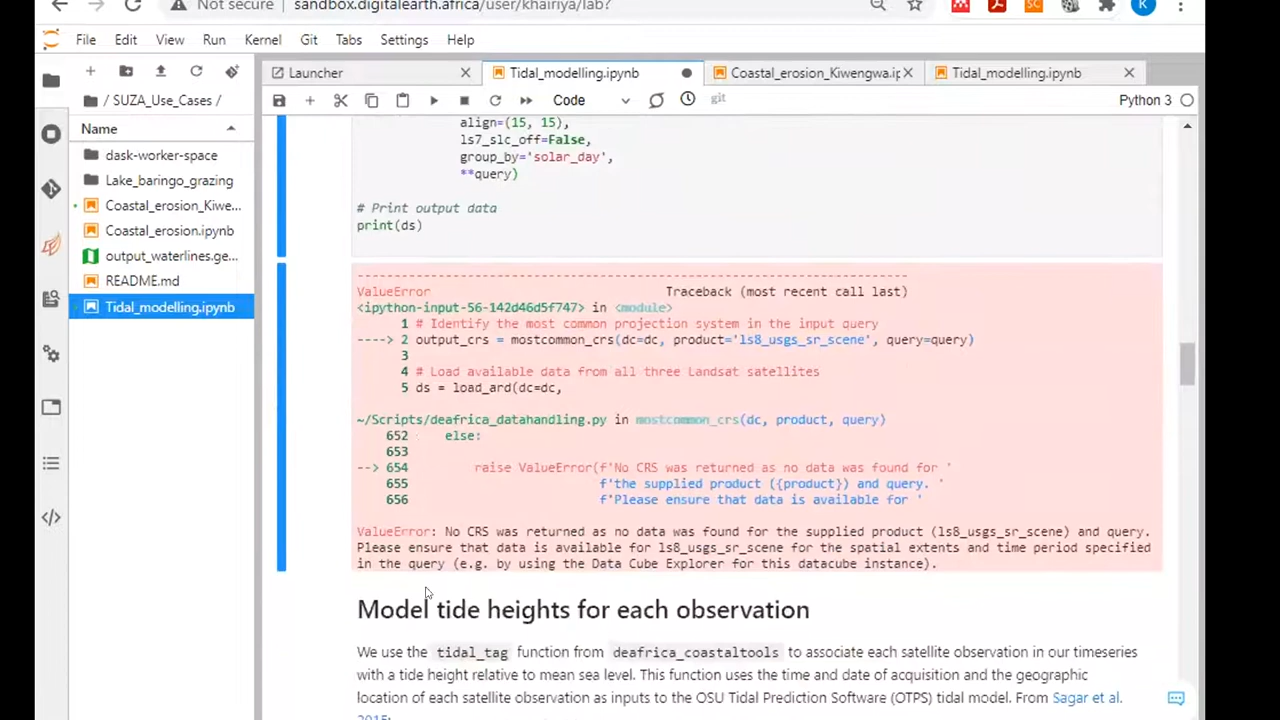 Not secure
sandbox.digitalearth.africa/user/khairiya/lab?
K
File Edit View Run Kernel Git Tabs Settings Help
Launcher
Tidal_modelling.ipynb
Coastal_erosion_Kiwengwa.ip
Tidal_modelling.ipynb
/ SUZA_Use_Cases /
Code
git
Python 3
Name
dask-worker-space
Lake_baringo_grazing
Coastal_erosion_Kiwe...
Coastal_erosion.ipynb
output_waterlines.ge...
README.md
Tidal_modelling.ipynb
align=(15, 15),
ls7_slc_off=False,
group_by='solar_day',
**query)
# Print output data
print(ds)
---------------------------------------------------------------------------
ValueError Traceback (most recent call last)
<ipython-input-56-142d46d5f747> in <module>
1 # Identify the most common projection system in the input query
----> 2 output_crs = mostcommon_crs(dc=dc, product='ls8_usgs_sr_scene', query=query)
3
4 # Load available data from all three Landsat satellites
5 ds = load_ard(dc=dc,
~/Scripts/deafrica_datahandling.py in mostcommon_crs(dc, product, query)
652 else:
653
--> 654 raise ValueError(f'No CRS was returned as no data was found for '
655 f'the supplied product ({product}) and query. '
656 f'Please ensure that data is available for '
ValueError: No CRS was returned as no data was found for the supplied product (ls8_usgs_sr_scene) and query.
Please ensure that data is available for ls8_usgs_sr_scene for the spatial extents and time period specified
in the query (e.g. by using the Data Cube Explorer for this datacube instance).
Model tide heights for each observation
We use the tidal_tag function from deafrica_coastaltools to associate each satellite observation in our timeseries
with a tide height relative to mean sea level. This function uses the time and date of acquisition and the geographic
location of each satellite observation as inputs to the OSU Tidal Prediction Software (OTPS) tidal model. From Sagar et al.
2015: